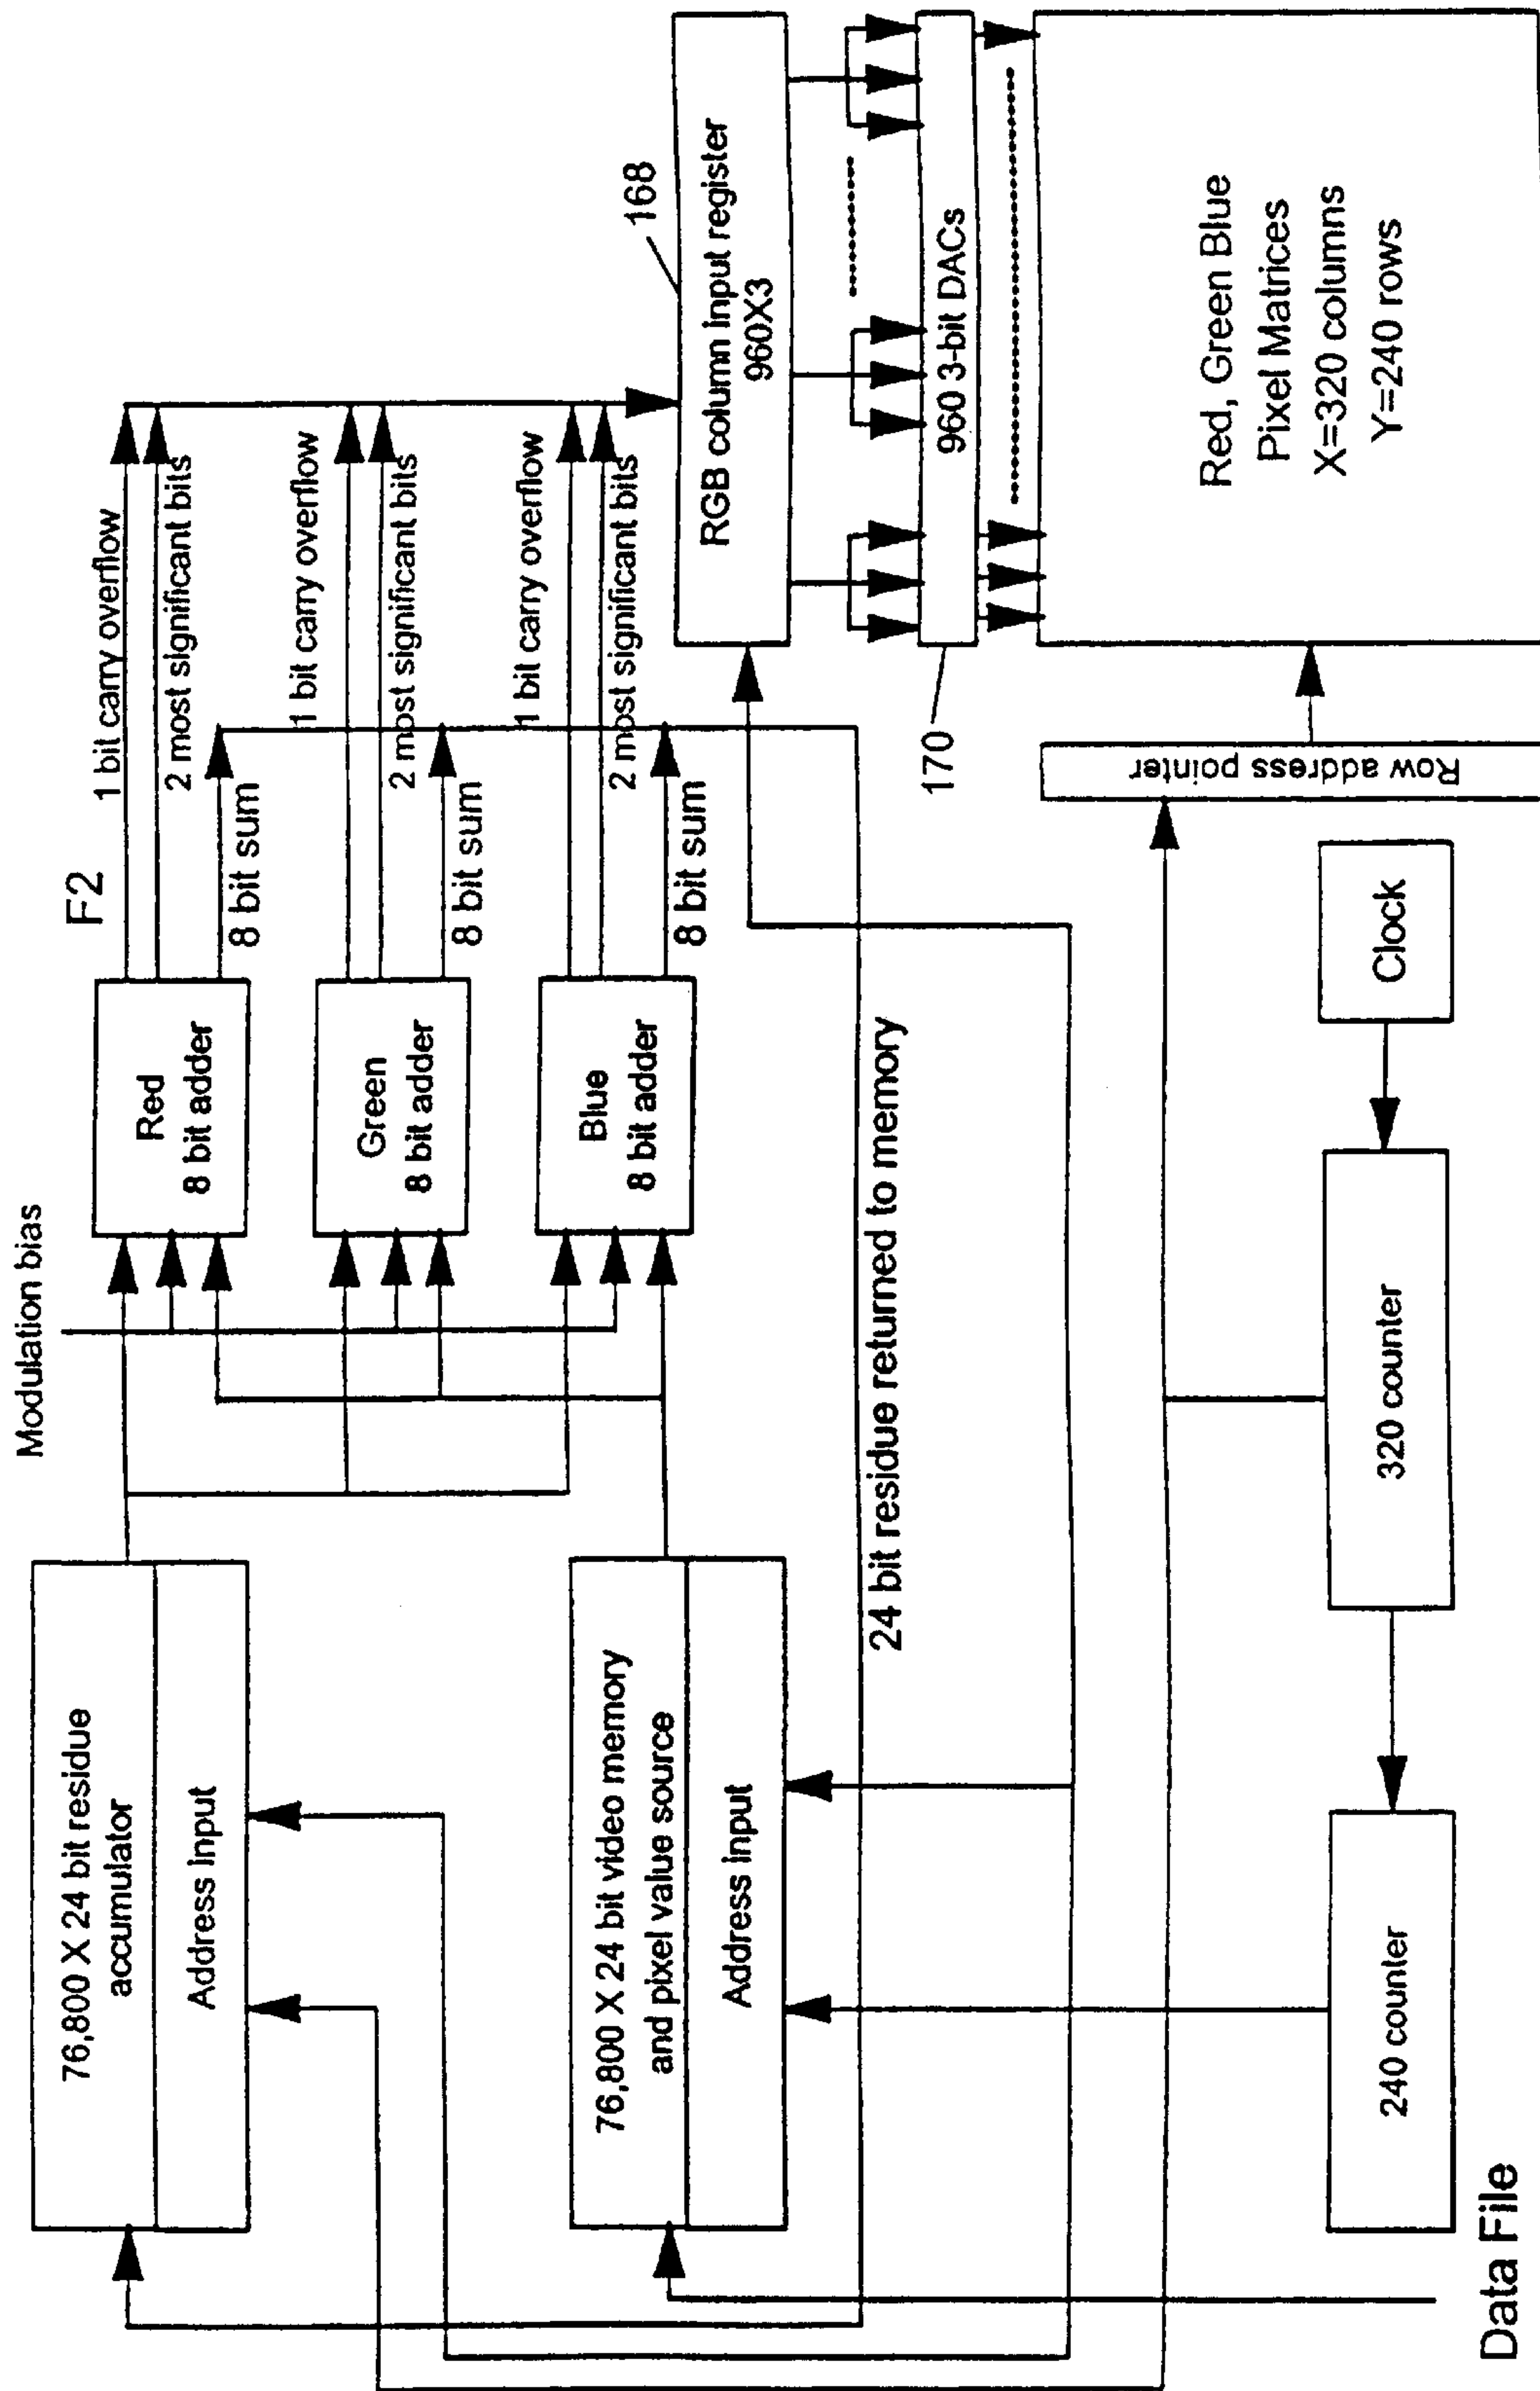 Modulation bias
76,800 X 24 bit residue
accumulator
Address Input
Red
8 bit adder
F2
1 bit carry overflow
2 most significant bits
8 bit sum
Green
8 bit adder
1 bit carry overflow
2 most significant bits
8 bit sum
76,800 X 24 bit video memory
and pixel value source
Address Input
Blue
8 bit adder
1 bit carry overflow
2 most significant bits
8 bit sum
168
RGB column input register
960X3
24 bit residue returned to memory
170
960 3-bit DACs
Row address pointer
Red, Green Blue
Pixel Matrices
X=320 columns
Y=240 rows
240 counter
320 counter
Clock
Data File